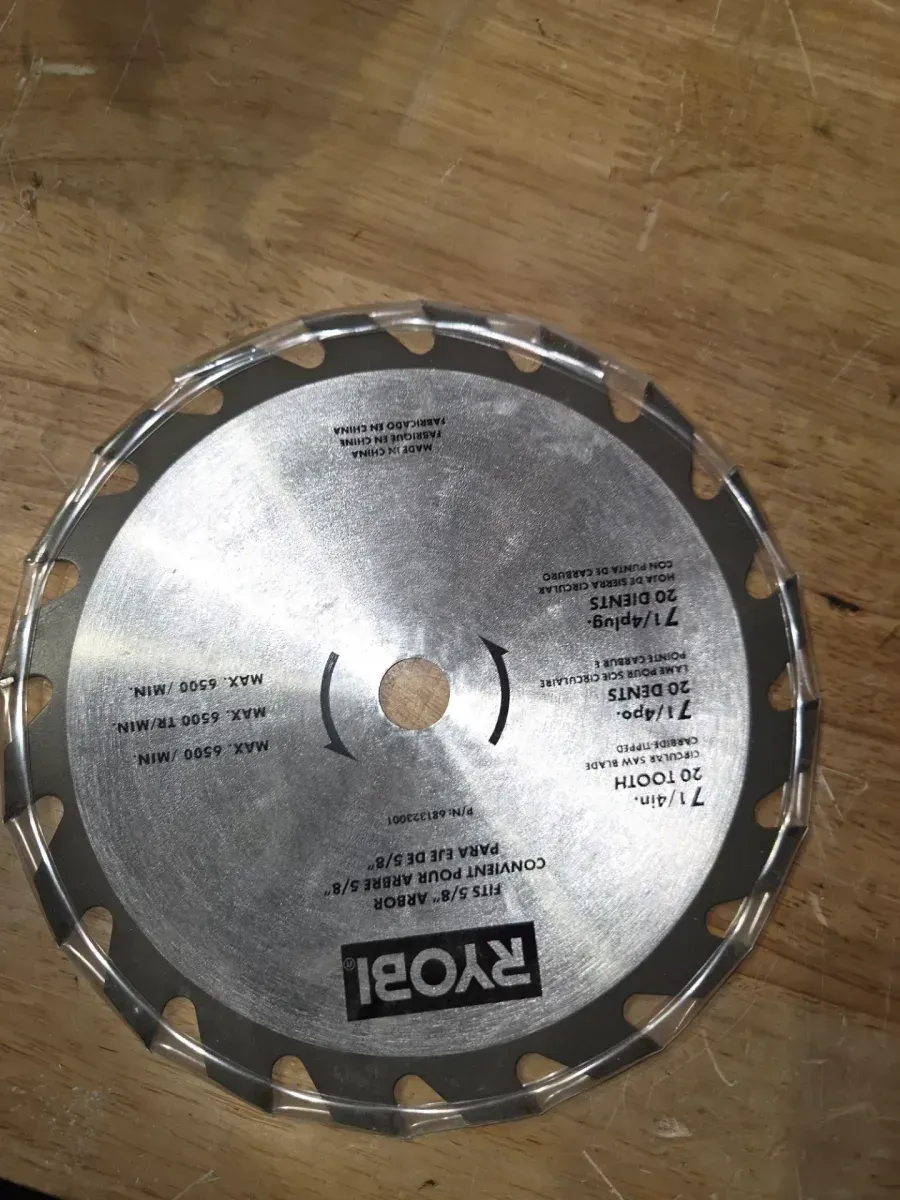 RYOBI®
FITS 5/8" ARBOR
CONVIENT POUR ARBRE 5/8"
PARA EJE DE 5/8"
P/N: 681323001
7 1/4in.
20 TOOTH
CIRCULAR SAW BLADE
CARBIDE-TIPPED
7 1/4po.
20 DENTS
LAME POUR SCIE CIRCULAIRE
POINTE CARBUR E
7 1/4plug.
20 DIENTS
HOJA DE SIERRA CIRCULAR
CON PUNTA DE CARBURO
MAX. 6500 /MIN.
MAX. 6500 TR/MIN.
MAX. 6500 /MIN.
MADE IN CHINA
FABRIQUE EN CHINE
FABRICADO EN CHINA